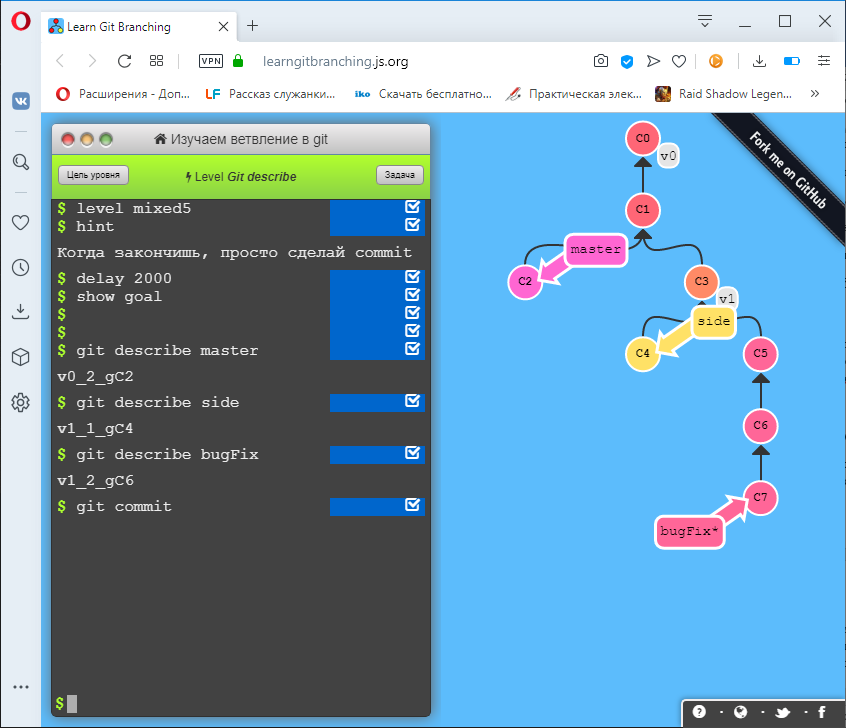 Learn Git Branching
VPN
learngitbranching.js.org
Расширения - Доп...
LF
Рассказ служанки...
iko
Скачать бесплатно...
Практическая элек...
Raid Shadow Legen...
Изучаем ветвление в git
Цель уровня
Level Git describe
Задача
$ level mixed5
$ hint
Когда закончишь, просто сделай commit
$ delay 2000
$ show goal
$
$
$ git describe master
v0_2_gC2
$ git describe side
v1_1_gC4
$ git describe bugFix
v1_2_gC6
$ git commit
$
C0
v0
C1
master
C2
C3
v1
side
C4
C5
C6
C7
bugFix*
Fork me on GitHub